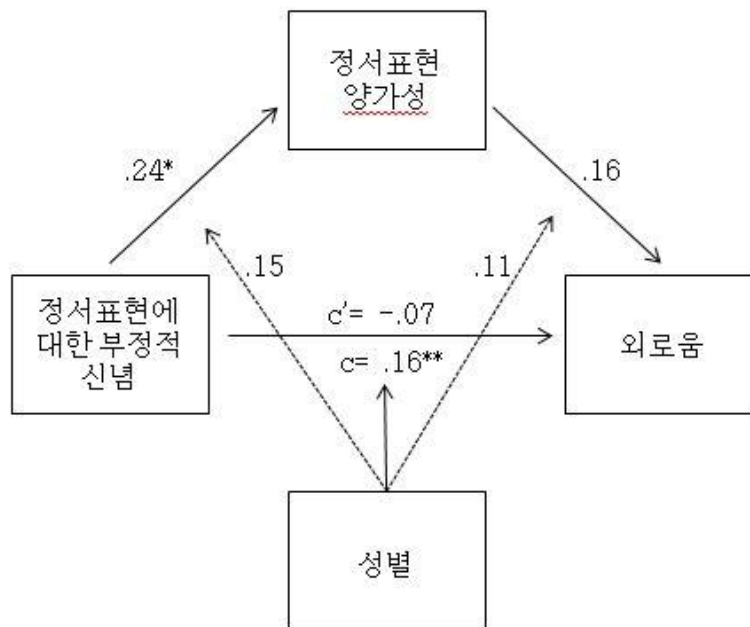 정서표현
양가성
.24*
.16
.15
.11
정서표현에
대한 부정적
신념
c'= -.07
c= .16**
외로움
성별